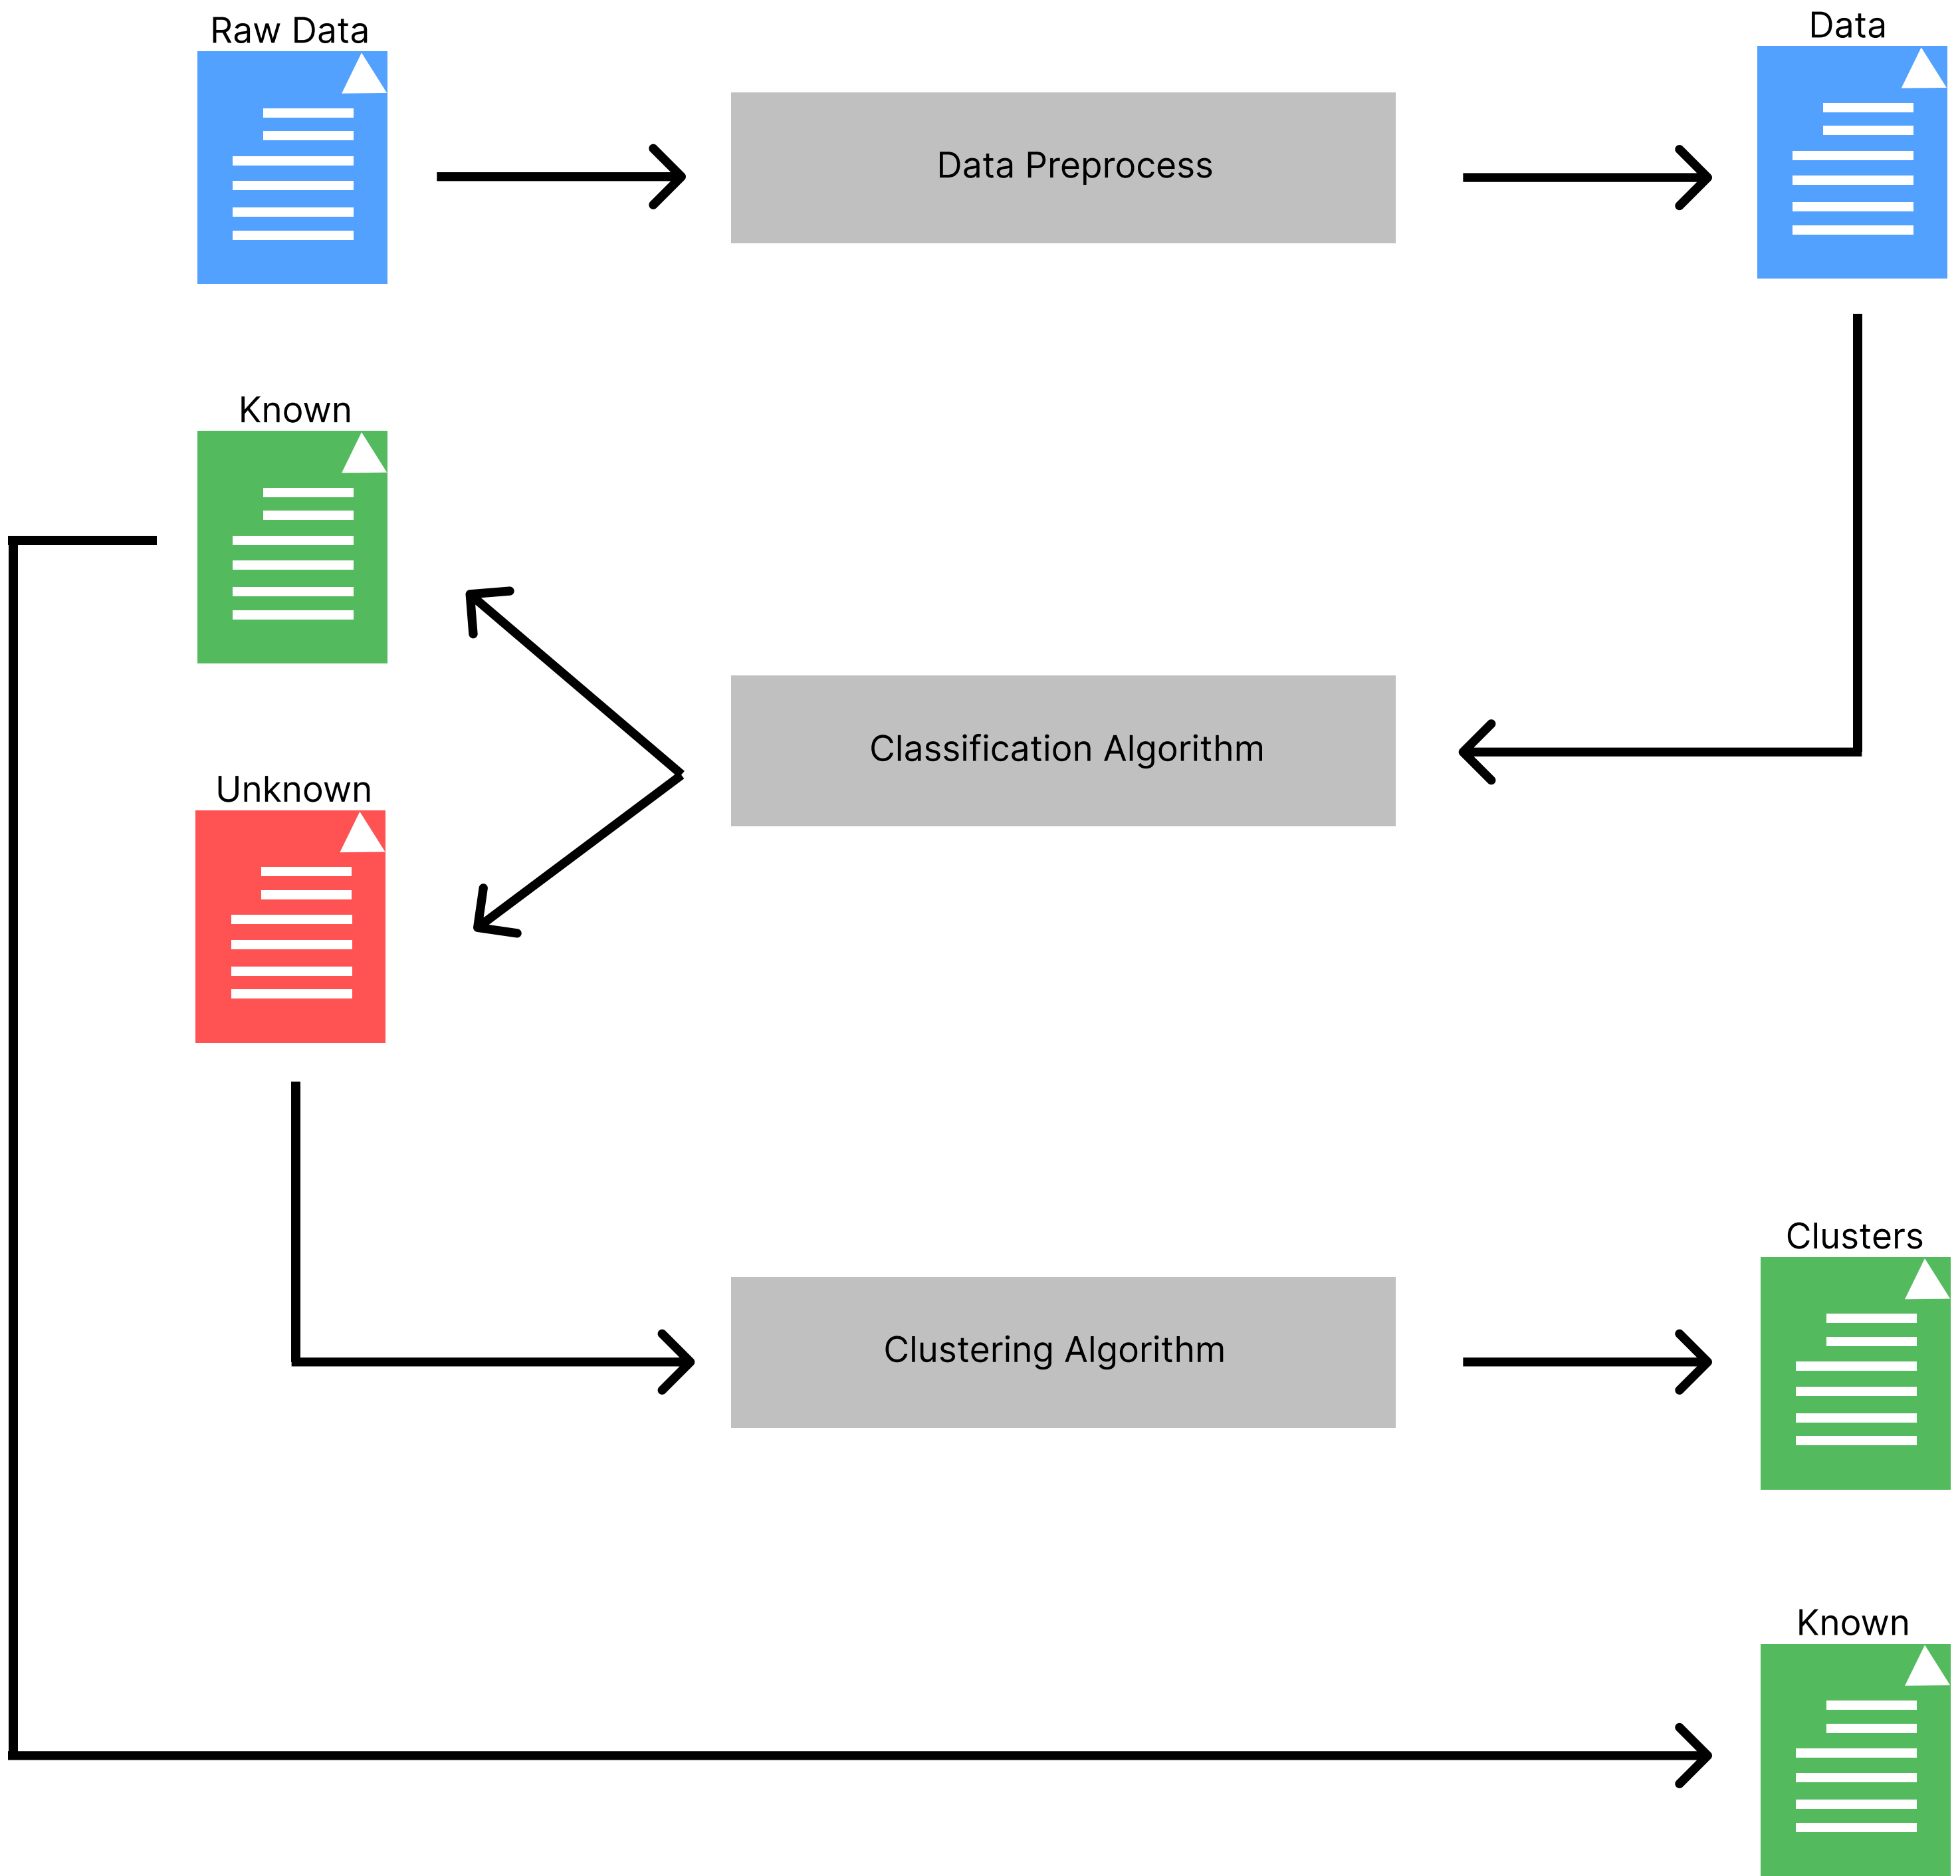 Raw Data
Data
Data Preprocess
Known
Classification Algorithm
Unknown
Clusters
Clustering Algorithm
Known